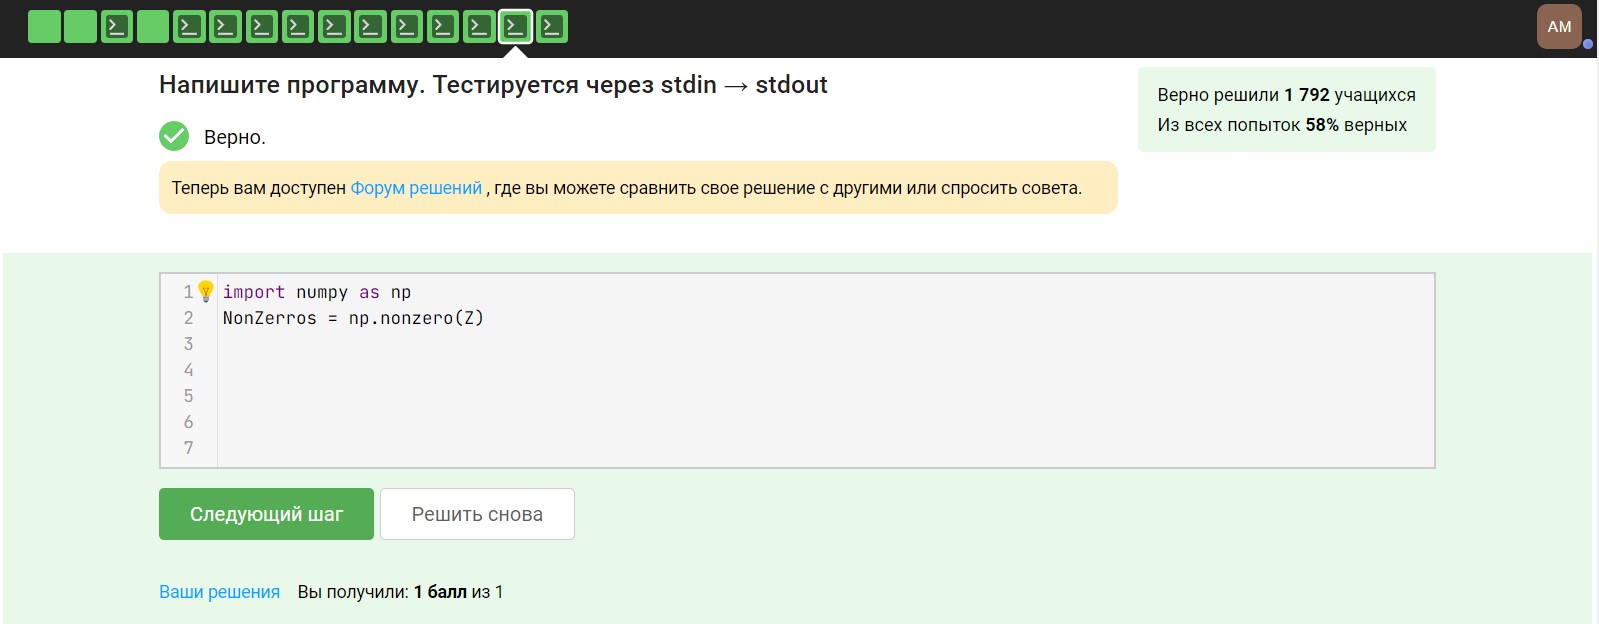 AM
Напишите программу. Тестируется через stdin → stdout
Верно решили 1 792 учащихся
Из всех попыток 58% верных
Верно.
Теперь вам доступен Форум решений , где вы можете сравнить свое решение с другими или спросить совета.
1 import numpy as np
2 NonZerros = np.nonzero(Z)
3
4
5
6
7
Следующий шаг Решить снова
Ваши решения Вы получили: 1 балл из 1